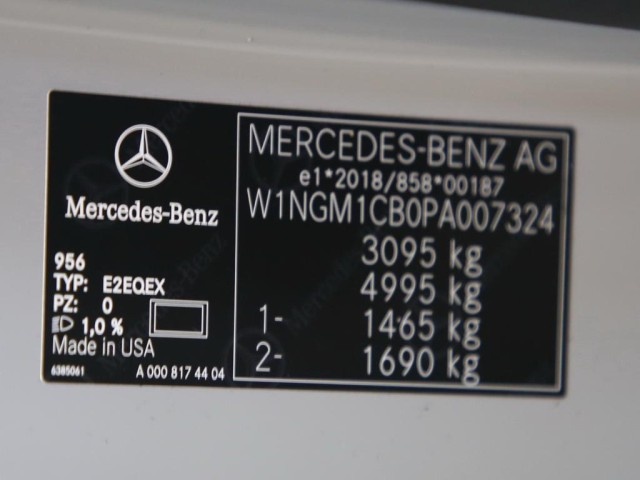 Mercedes-Benz
956
TYP: E2EQEX
PZ: 0
1,0 %
Made in USA
6385061
A 000 817 44 04
MERCEDES-BENZ AG
e1*2018/858*00187
W1NGM1CB0PA007324
3095 kg
4995 kg
1- 1465 kg
2- 1690 kg